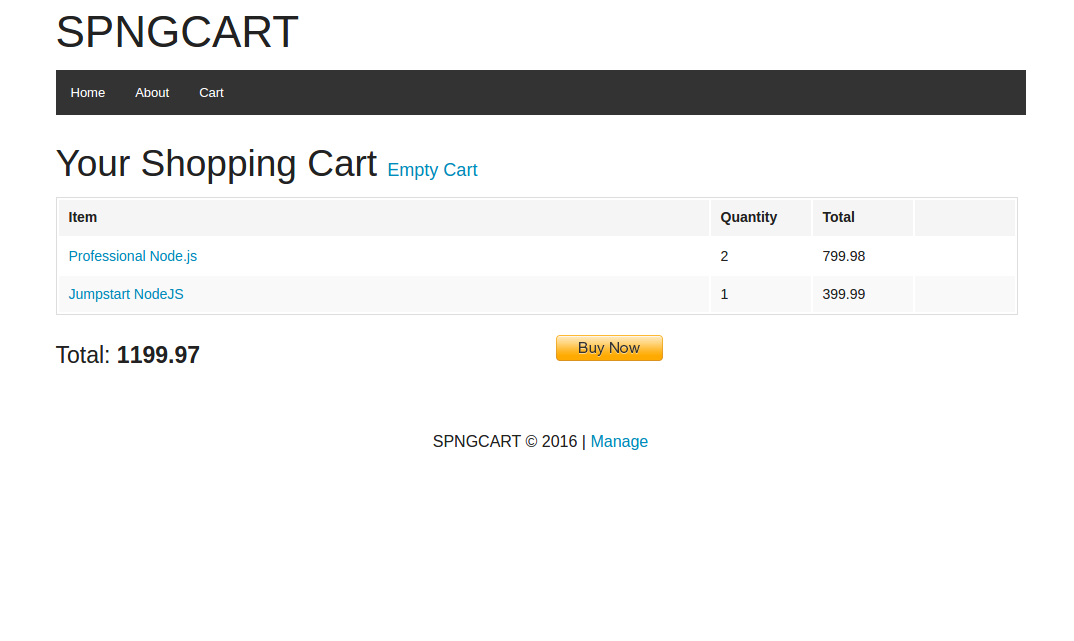 SPNGCART
Home About Cart
Your Shopping Cart Empty Cart
Item Quantity Total
Professional Node.js 2 799.98
Jumpstart NodeJS 1 399.99
Total: 1199.97 Buy Now
SPNGCART © 2016 | Manage